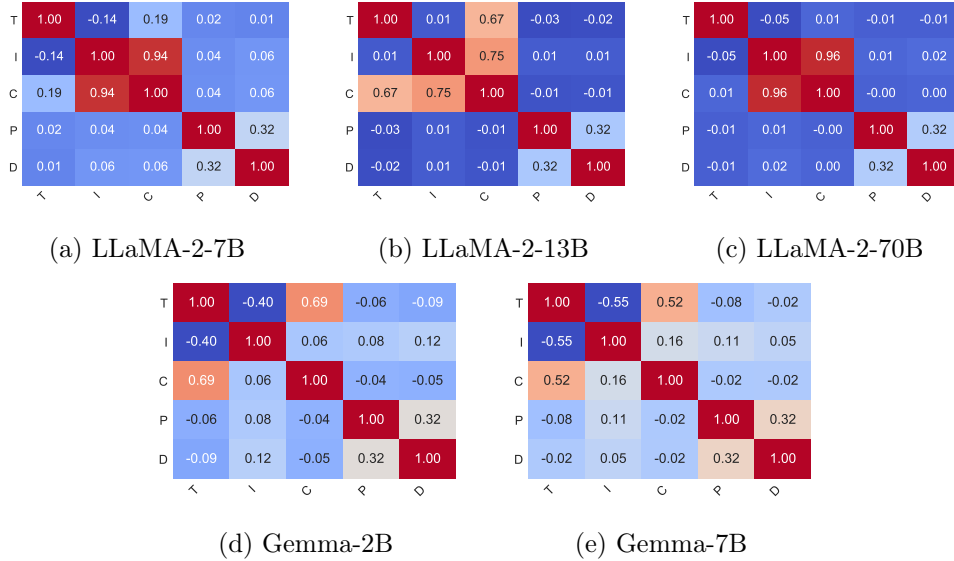 T 1.00 -0.14 0.19 0.02 0.01
I -0.14 1.00 0.94 0.04 0.06
C 0.19 0.94 1.00 0.04 0.06
P 0.02 0.04 0.04 1.00 0.32
D 0.01 0.06 0.06 0.32 1.00
T I C P D
(a) LLaMA-2-7B
T 1.00 0.01 0.67 -0.03 -0.02
I 0.01 1.00 0.75 0.01 0.01
C 0.67 0.75 1.00 -0.01 -0.01
P -0.03 0.01 -0.01 1.00 0.32
D -0.02 0.01 -0.01 0.32 1.00
T I C P D
(b) LLaMA-2-13B
T 1.00 -0.05 0.01 -0.01 -0.01
I -0.05 1.00 0.96 0.01 0.02
C 0.01 0.96 1.00 -0.00 0.00
P -0.01 0.01 -0.00 1.00 0.32
D -0.01 0.02 0.00 0.32 1.00
T I C P D
(c) LLaMA-2-70B
T 1.00 -0.40 0.69 -0.06 -0.09
I -0.40 1.00 0.06 0.08 0.12
C 0.69 0.06 1.00 -0.04 -0.05
P -0.06 0.08 -0.04 1.00 0.32
D -0.09 0.12 -0.05 0.32 1.00
T I C P D
(d) Gemma-2B
T 1.00 -0.55 0.52 -0.08 -0.02
I -0.55 1.00 0.16 0.11 0.05
C 0.52 0.16 1.00 -0.02 -0.02
P -0.08 0.11 -0.02 1.00 0.32
D -0.02 0.05 -0.02 0.32 1.00
T I C P D
(e) Gemma-7B